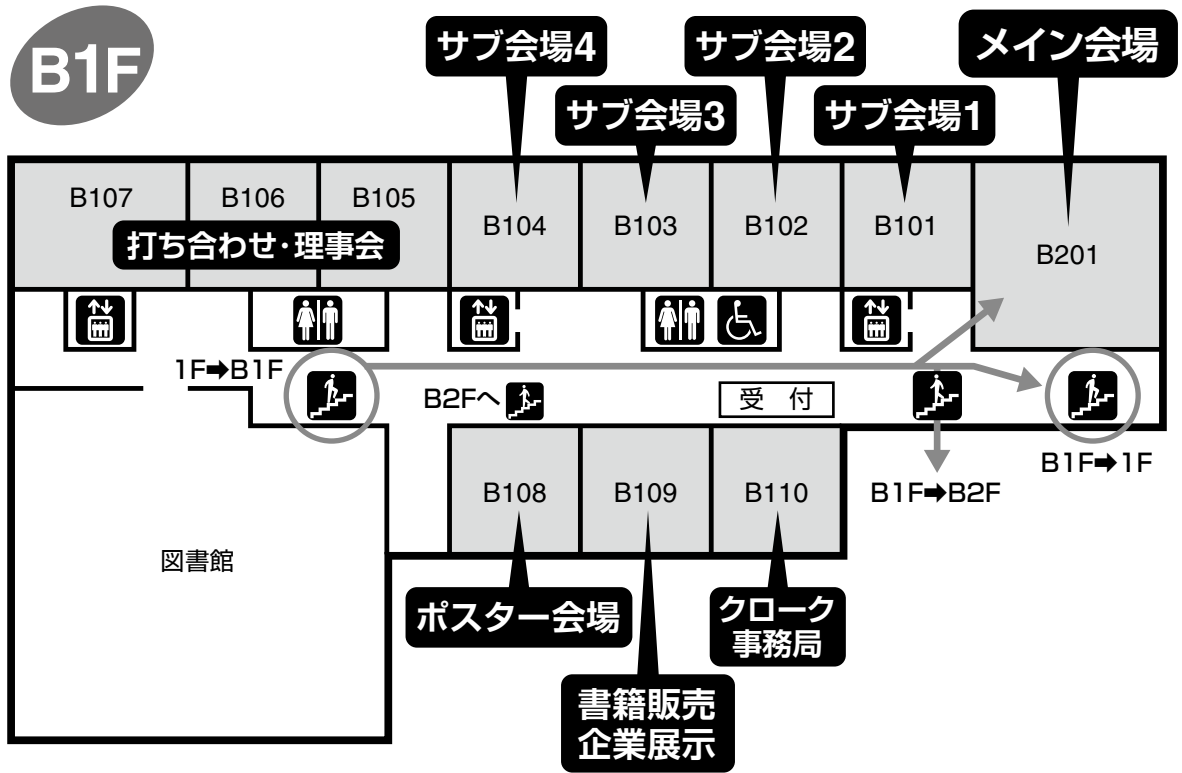 B1F
サブ会場4
サブ会場2
メイン会場
サブ会場3
サブ会場1
B107
B106
B105
B104
B103
B102
B101
B201
打ち合わせ・理事会
1F➡B1F
B2Fへ
受 付
B1F➡1F
B1F➡B2F
B108
B109
B110
図書館
ポスター会場
クローク
事務局
書籍販売
企業展示